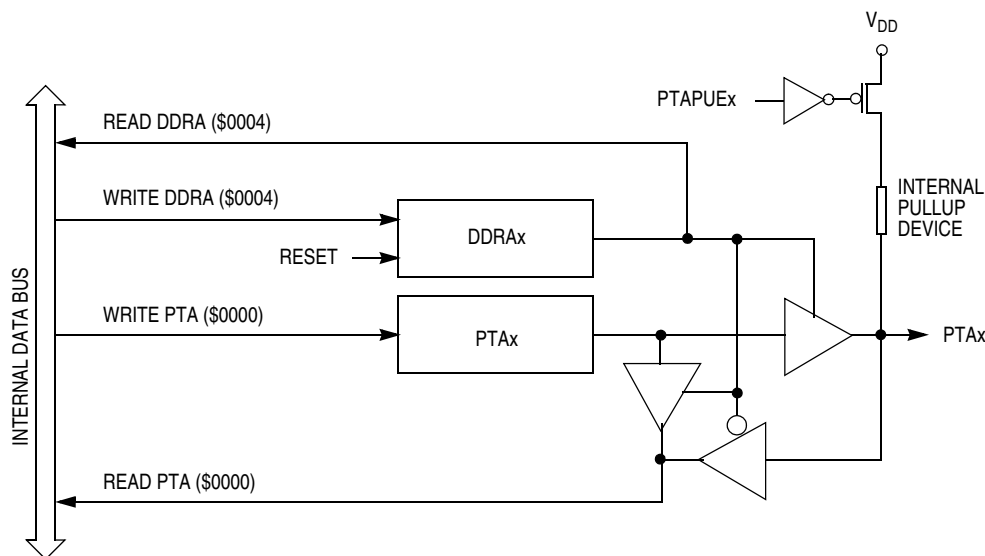 VDD
PTAPUEx
READ DDRA ($0004)
WRITE DDRA ($0004)
INTERNAL
PULLUP
DEVICE
DDRAx
RESET
WRITE PTA ($0000)
PTAx
PTAx
READ PTA ($0000)
INTERNAL DATA BUS